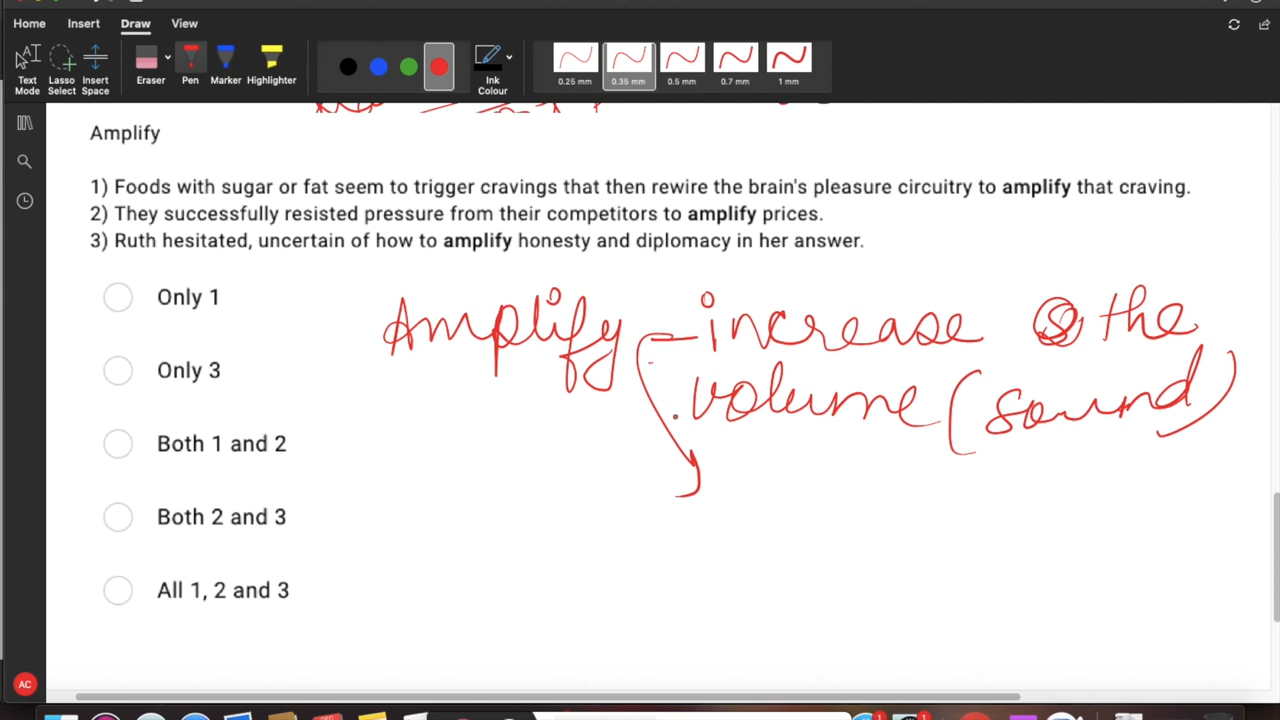 Home Insert Draw View
Text Mode
Lasso Select
Insert Space
Eraser
Pen
Marker
Highlighter
Ink Colour
0.25 mm
0.35 mm
0.5 mm
0.7 mm
1 mm
Amplify
1) Foods with sugar or fat seem to trigger cravings that then rewire the brain's pleasure circuitry to amplify that craving.
2) They successfully resisted pressure from their competitors to amplify prices.
3) Ruth hesitated, uncertain of how to amplify honesty and diplomacy in her answer.
Only 1
Only 3
Both 1 and 2
Both 2 and 3
All 1, 2 and 3
Amplify - increase the
volume (sound)
AC